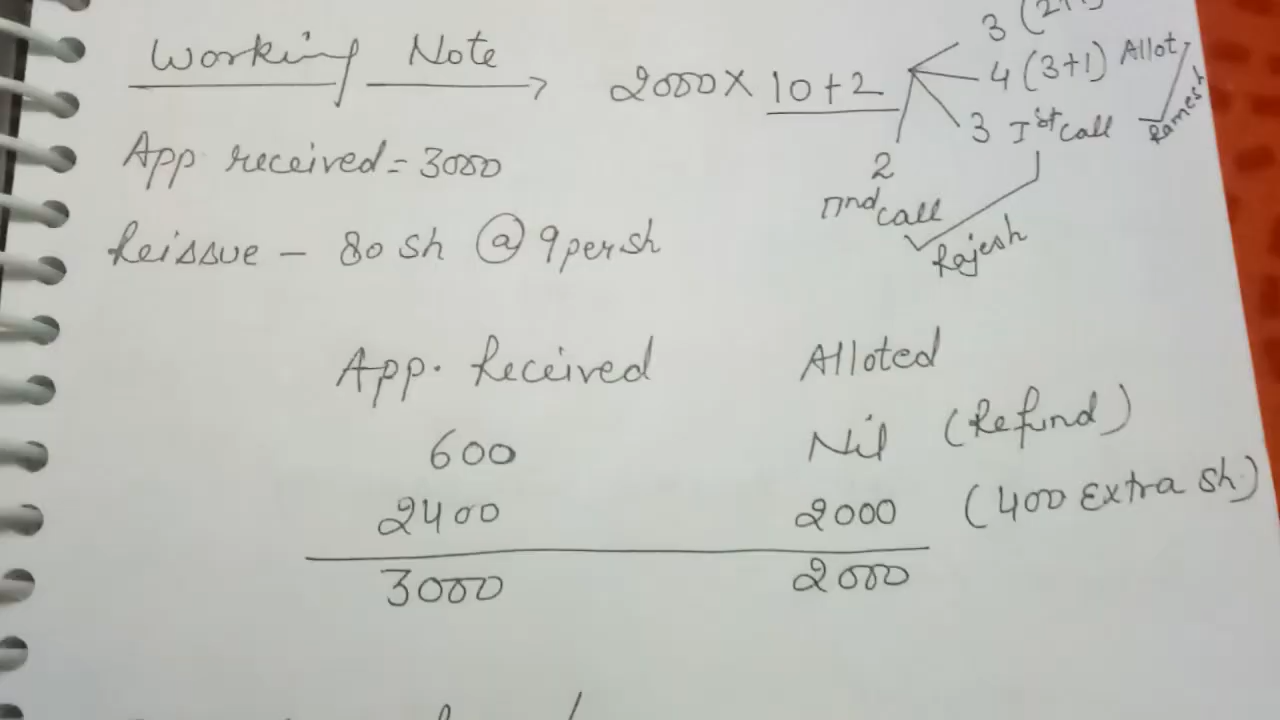 3 (2+1)
Working Note 2000 × 10+2
4 (3+1) Allot
3 Ist Call
Ramesh
App received = 3000
2
IInd Call
Reissue - 80 sh @ 9 per sh
Rajesh
App. Received Alloted
600 Nil (Refund)
2400 2000 (400 Extra Sh)
3000 2000